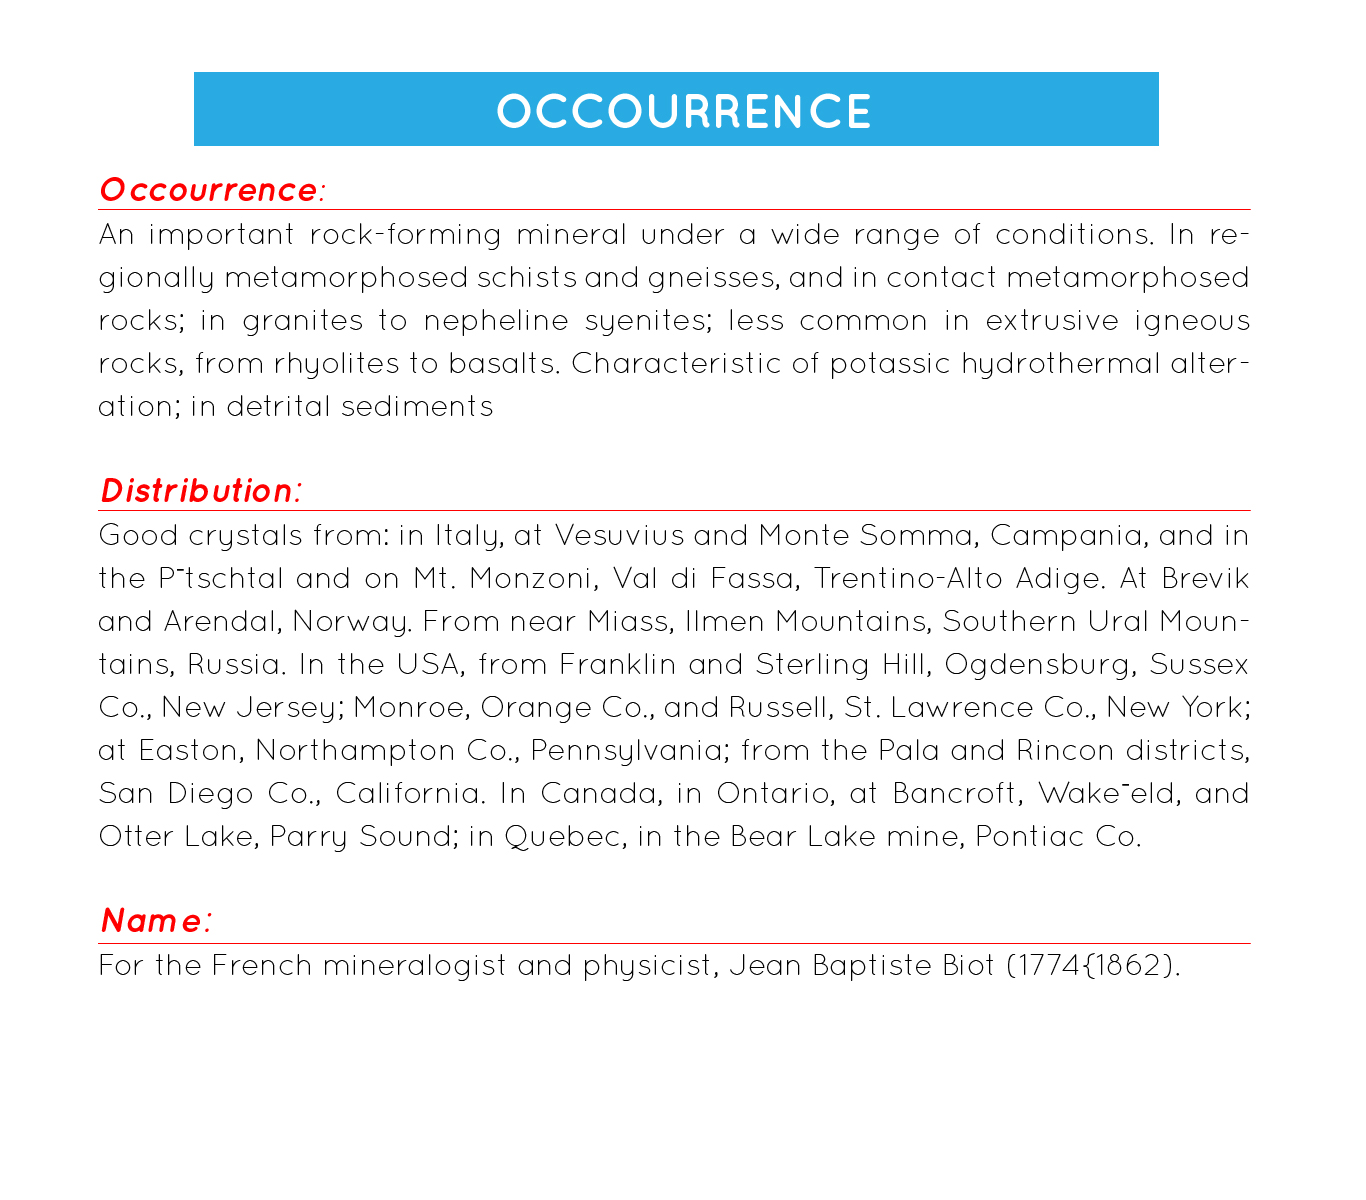 OCCOURRENCE
Occourrence:
An important rock-forming mineral under a wide range of conditions. In re-
gionally metamorphosed schists and gneisses, and in contact metamorphosed
rocks; in granites to nepheline syenites; less common in extrusive igneous
rocks, from rhyolites to basalts. Characteristic of potassic hydrothermal alter-
ation; in detrital sediments
Distribution:
Good crystals from: in Italy, at Vesuvius and Monte Somma, Campania, and in
the P¯tschtal and on Mt. Monzoni, Val di Fassa, Trentino-Alto Adige. At Brevik
and Arendal, Norway. From near Miass, Ilmen Mountains, Southern Ural Moun-
tains, Russia. In the USA, from Franklin and Sterling Hill, Ogdensburg, Sussex
Co., New Jersey; Monroe, Orange Co., and Russell, St. Lawrence Co., New York;
at Easton, Northampton Co., Pennsylvania; from the Pala and Rincon districts,
San Diego Co., California. In Canada, in Ontario, at Bancroft, Wake¯eld, and
Otter Lake, Parry Sound; in Quebec, in the Bear Lake mine, Pontiac Co.
Name:
For the French mineralogist and physicist, Jean Baptiste Biot (1774{1862).